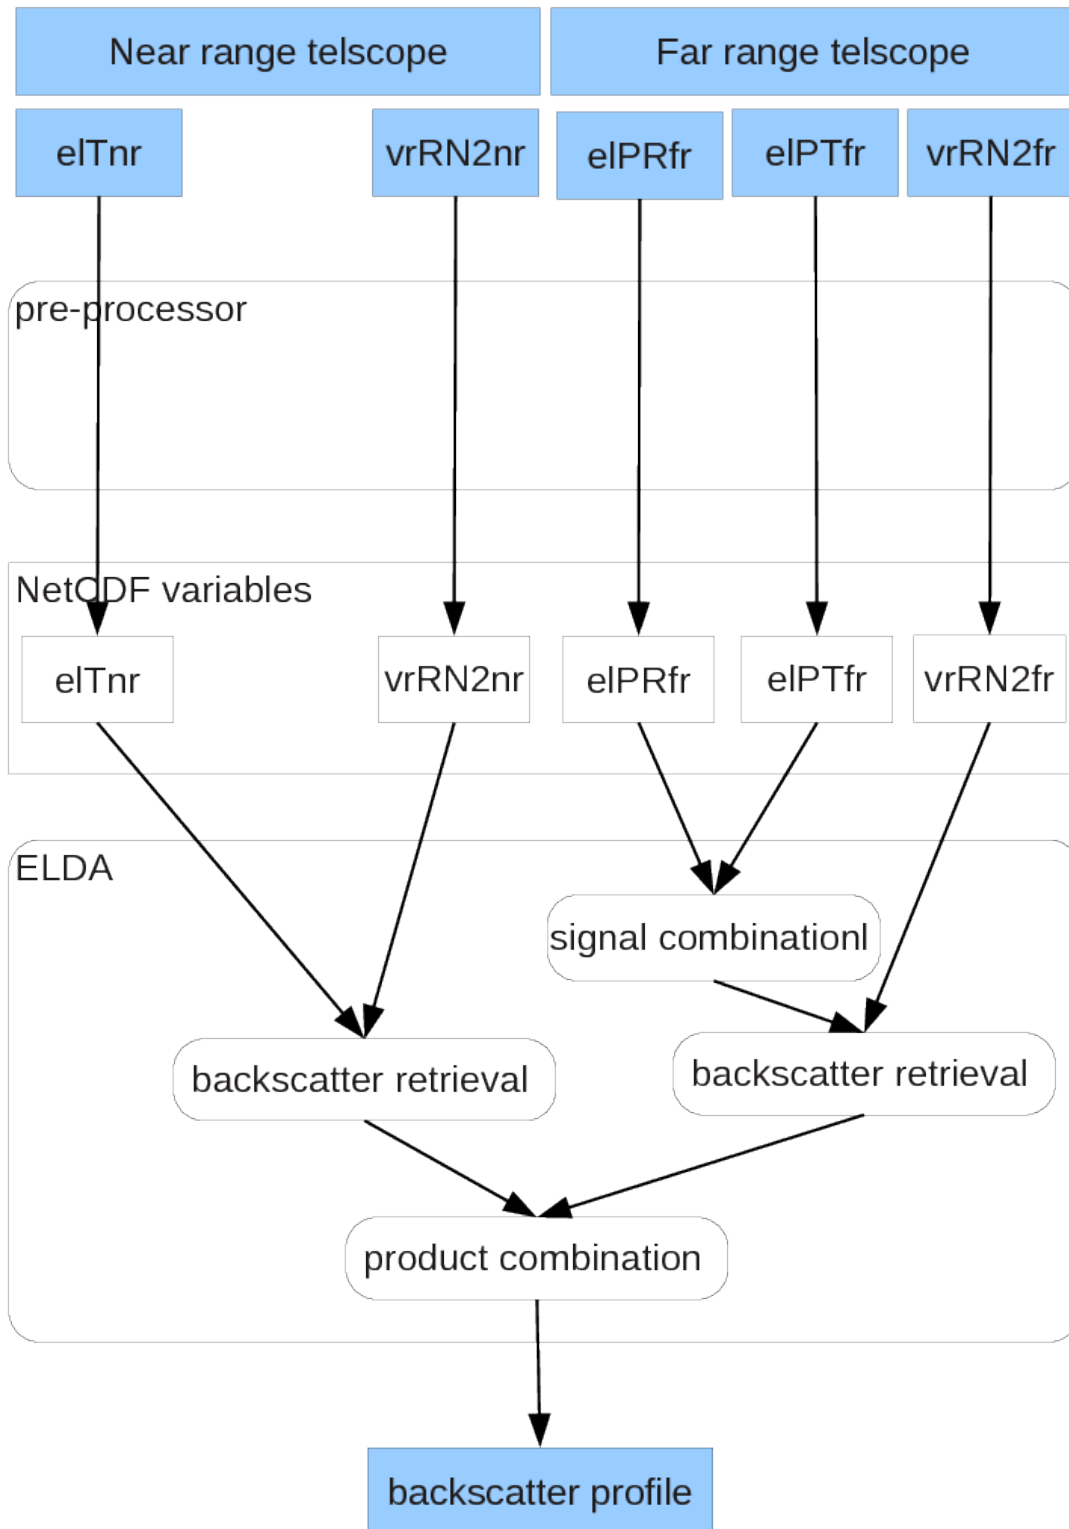 Near range telscope
Far range telscope
elTnr
vrRN2nr
elPRfr
elPTfr
vrRN2fr
pre-processor
NetCDF variables
elTnr
vrRN2nr
elPRfr
elPTfr
vrRN2fr
ELDA
signal combinationl
backscatter retrieval
backscatter retrieval
product combination
backscatter profile